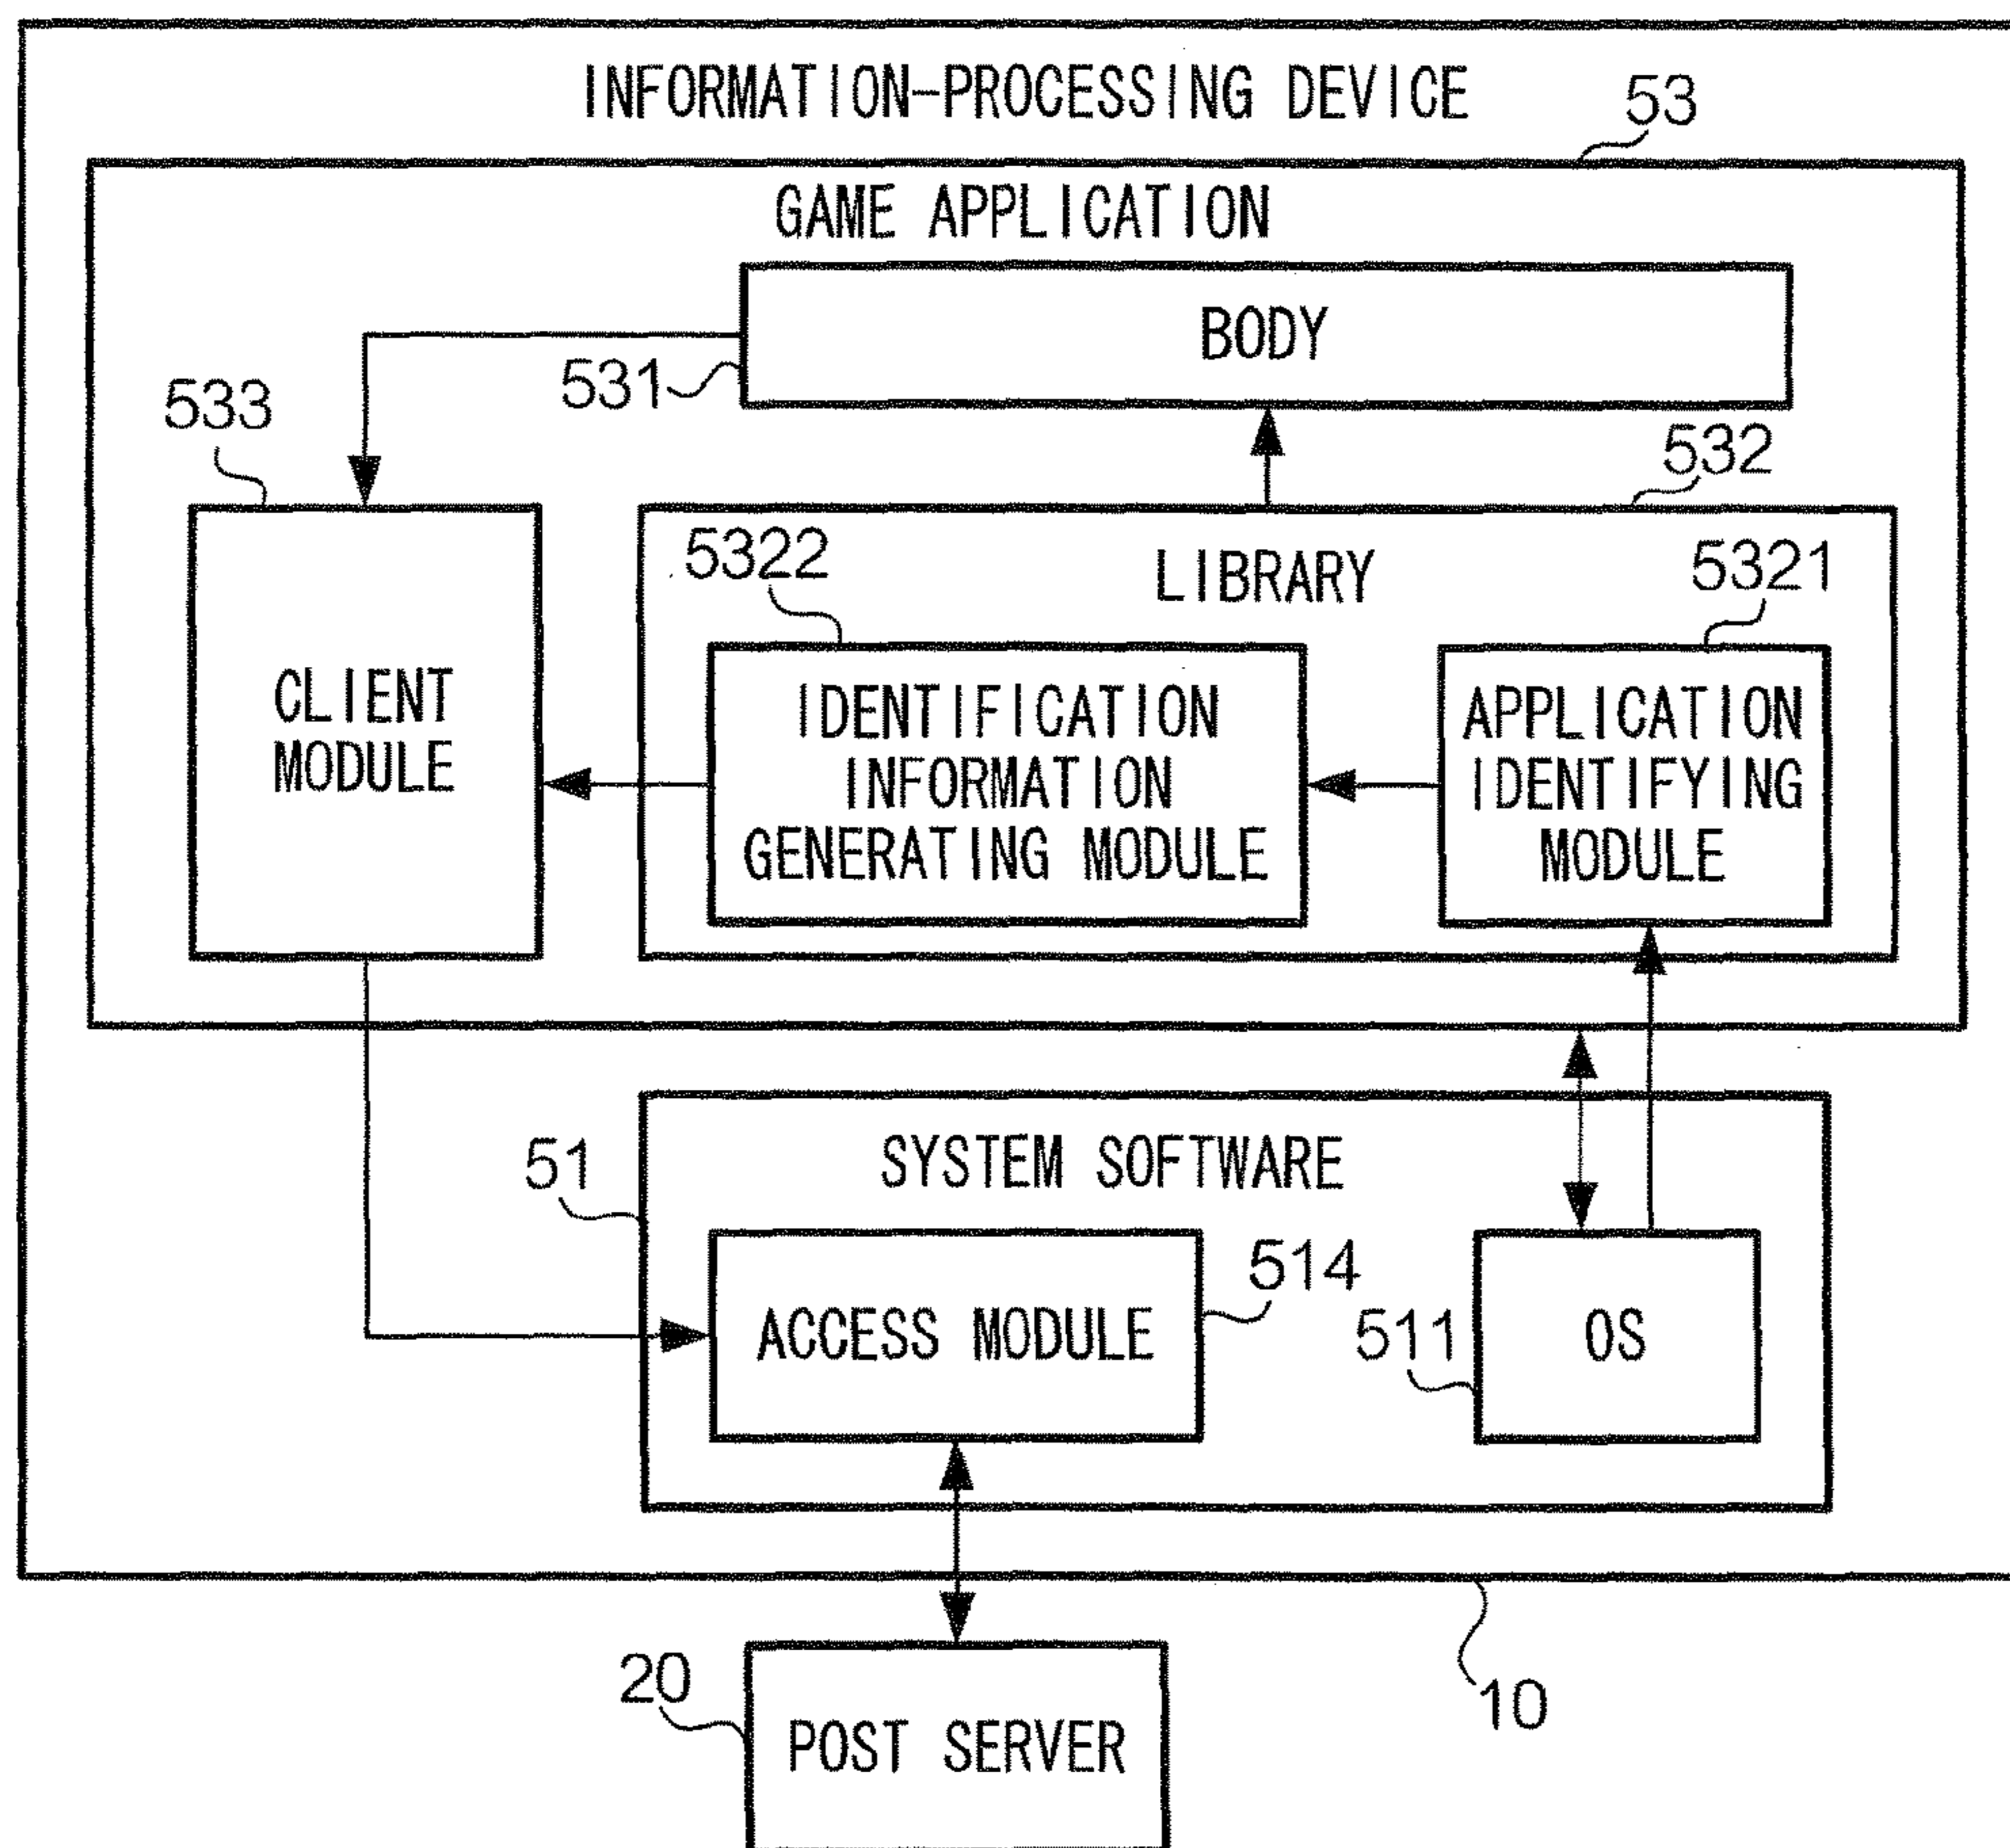 INFORMATION-PROCESSING DEVICE
53
GAME APPLICATION
BODY
531
533
532
5322
LIBRARY
5321
CLIENT
MODULE
IDENTIFICATION
INFORMATION
GENERATING MODULE
APPLICATION
IDENTIFYING
MODULE
51
SYSTEM SOFTWARE
514
ACCESS MODULE
511
OS
20
POST SERVER
10